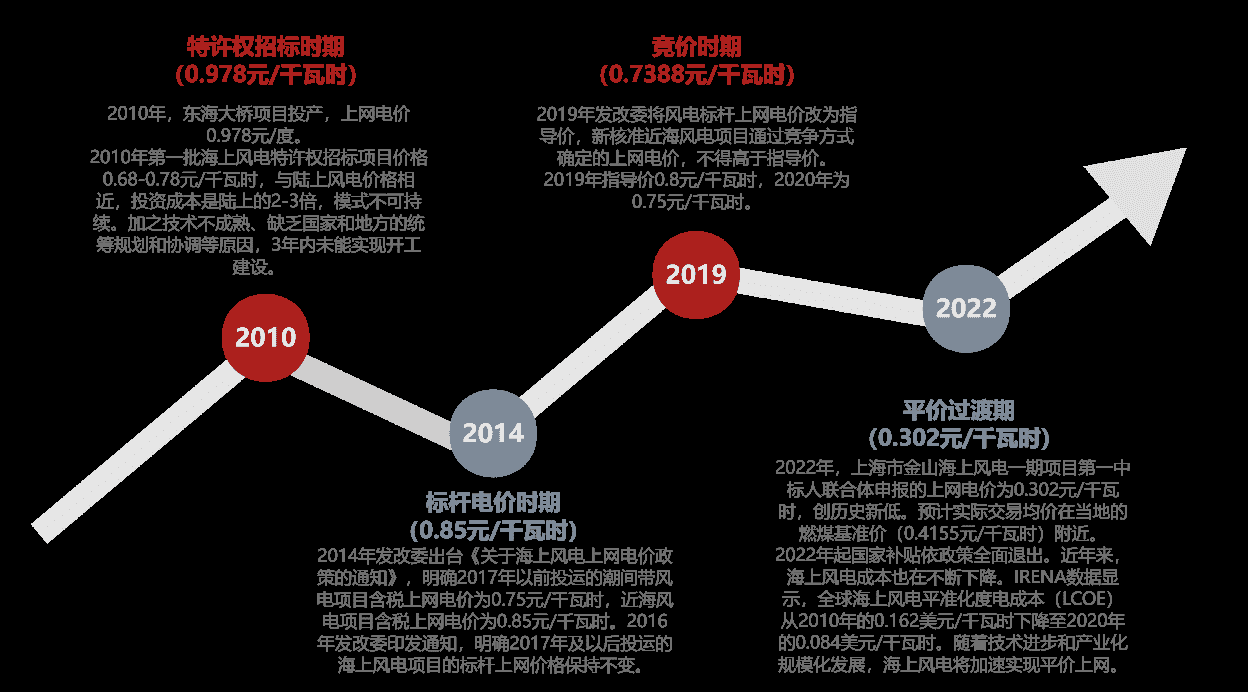 特许权招标时期
(0.978元/千瓦时)
2010年，东海大桥项目投产，上网电价
0.978元/度。
2010年第一批海上风电特许权招标项目价格
0.68-0.78元/千瓦时，与陆上风电价格相
近，投资成本是陆上的2-3倍，模式不可持
续。加之技术不成熟、缺乏国家和地方的统
筹规划和协调等原因，3年内未能实现开工
建设。
2010
2014
标杆电价时期
(0.85元/千瓦时)
2014年发改委出台《关于海上风电上网电价政
策的通知》，明确2017年以前投运的潮间带风
电项目含税上网电价为0.75元/千瓦时，近海风
电项目含税上网电价为0.85元/千瓦时。2016
年发改委印发通知，明确2017年及以后投运的
海上风电项目的标杆上网价格保持不变。
竞价时期
(0.7388元/千瓦时)
2019年发改委将风电标杆上网电价改为指
导价，新核准近海风电项目通过竞争方式
确定的上网电价，不得高于指导价。
2019年指导价0.8元/千瓦时，2020年为
0.75元/千瓦时。
2019
2022
平价过渡期
(0.302元/千瓦时)
2022年，上海市金山海上风电一期项目第一中
标人联合体申报的上网电价为0.302元/千瓦
时，创历史新低。预计实际交易均价在当地的
燃煤基准价（0.4155元/千瓦时）附近。
2022年起国家补贴依政策全面退出。近年来，
海上风电成本也在不断下降。IRENA数据显
示，全球海上风电平准化度电成本（LCOE）
从2010年的0.162美元/千瓦时下降至2020年
的0.084美元/千瓦时。随着技术进步和产业化
规模化发展，海上风电将加速实现平价上网。